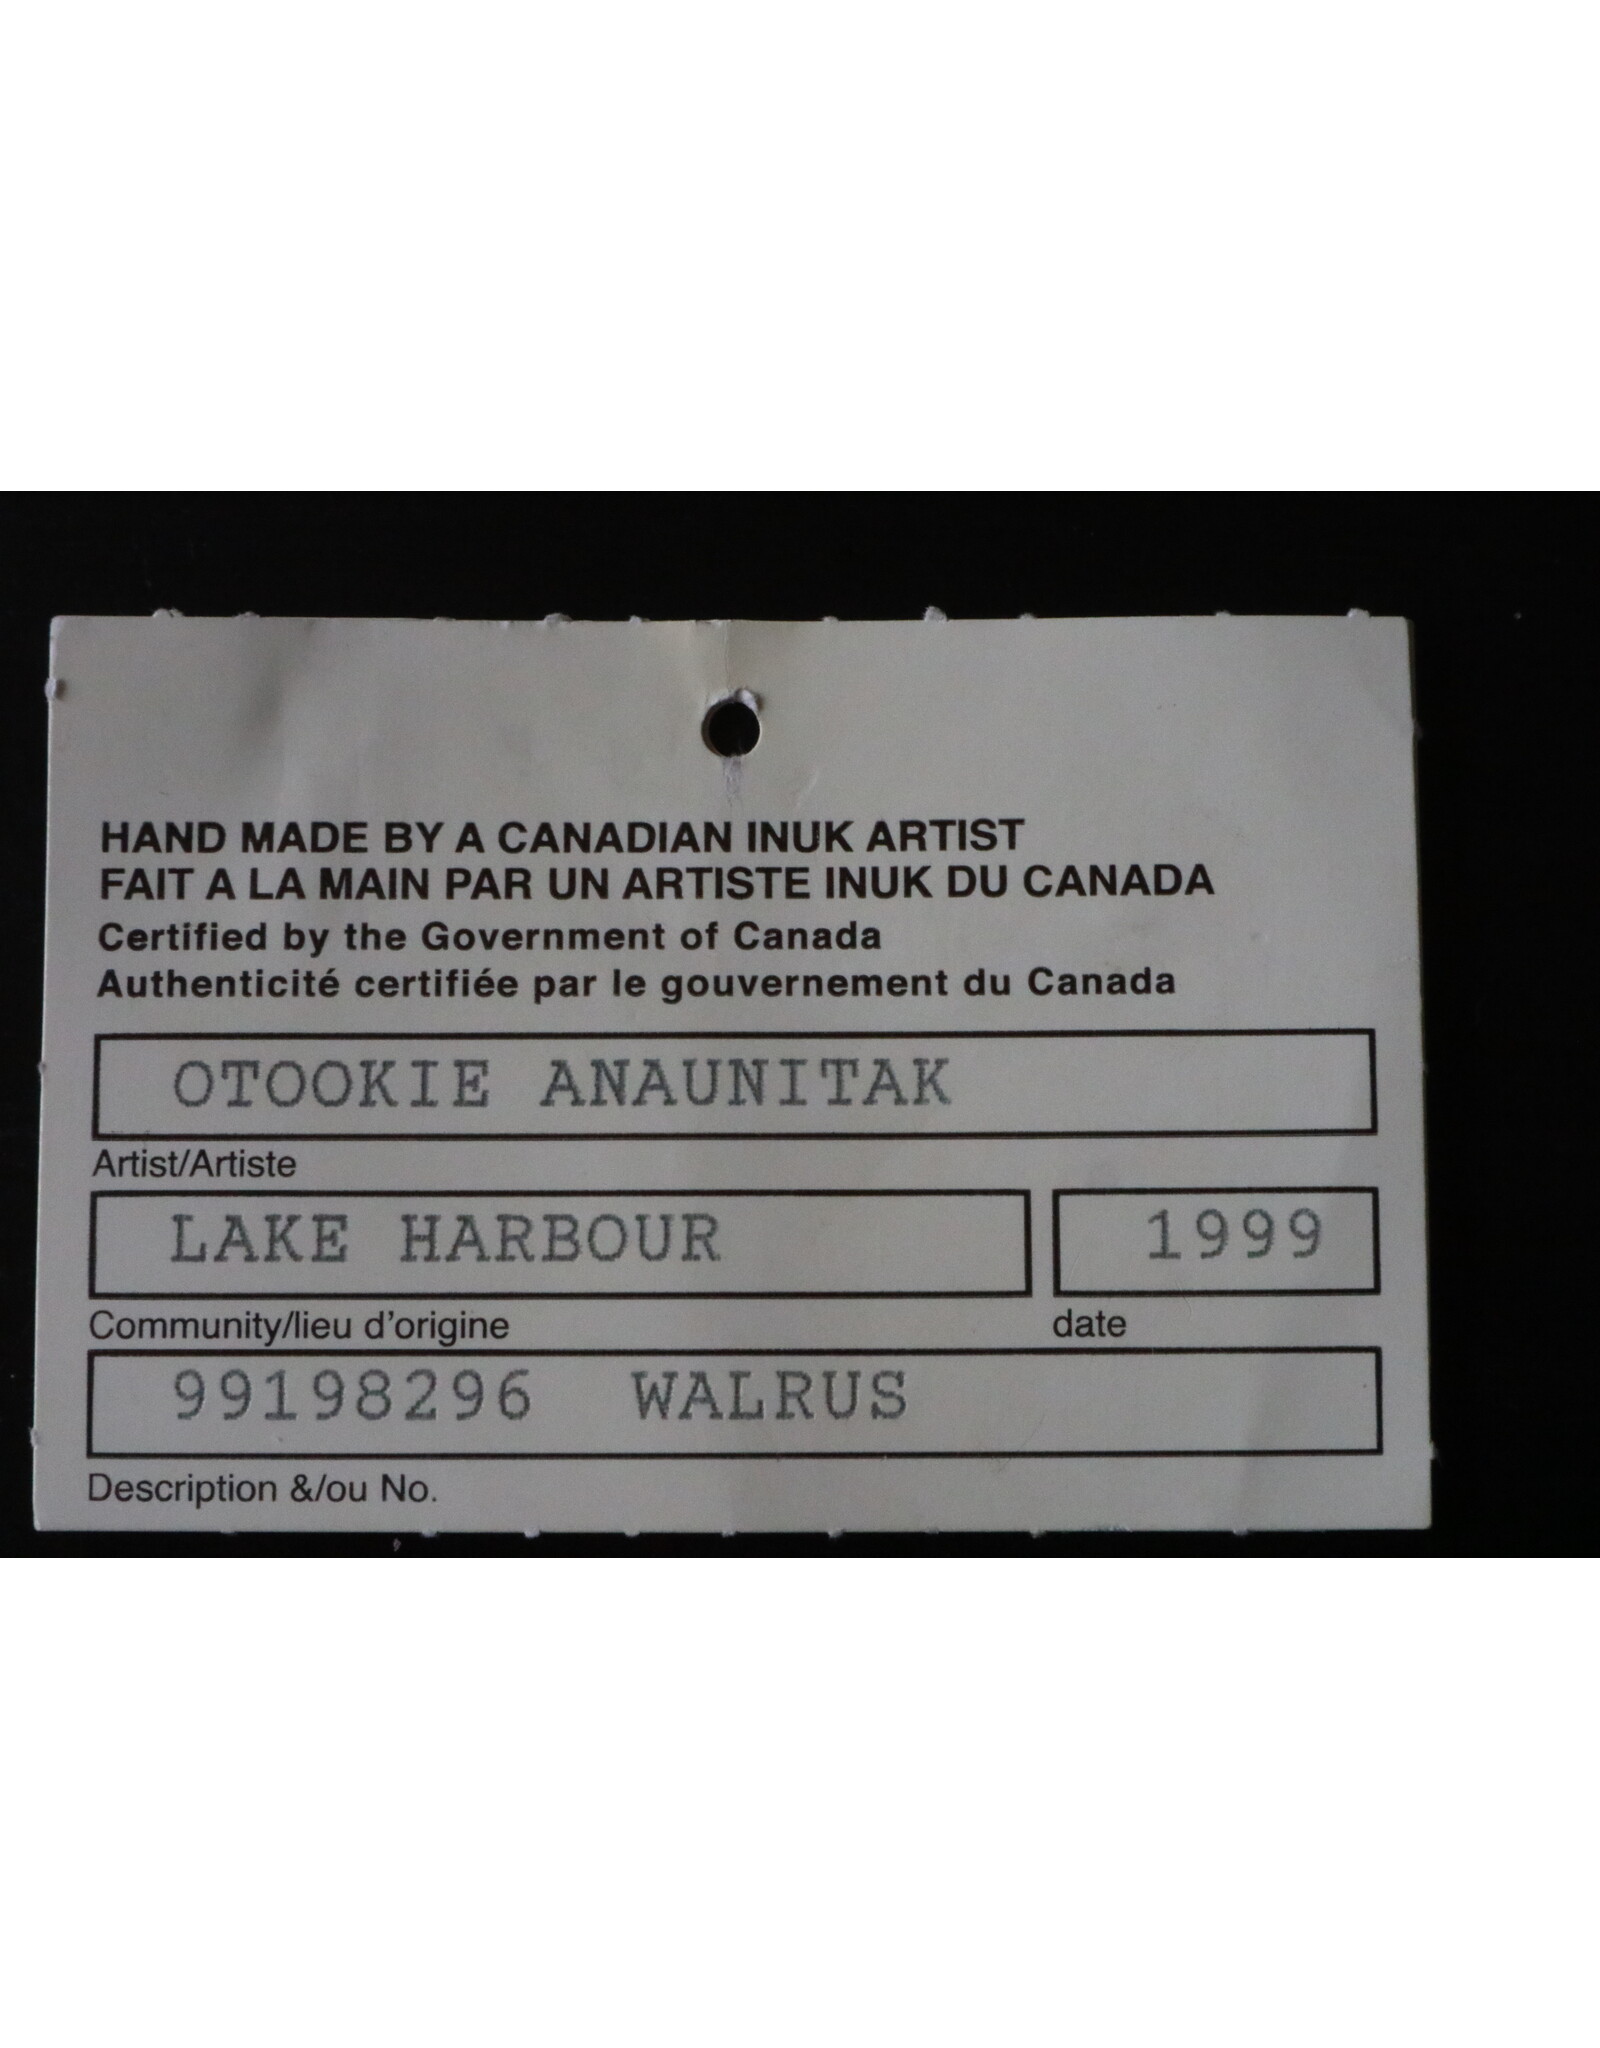 HAND MADE BY A CANADIAN INUK ARTIST
FAIT A LA MAIN PAR UN ARTISTE INUK DU CANADA
Certified by the Government of Canada
Authenticité certifiée par le gouvernement du Canada
OTOOKIE ANAUNITAK
Artist/Artiste
LAKE HARBOUR 1999
Community/lieu d'origine date
99198296 WALRUS
Description &/ou No.